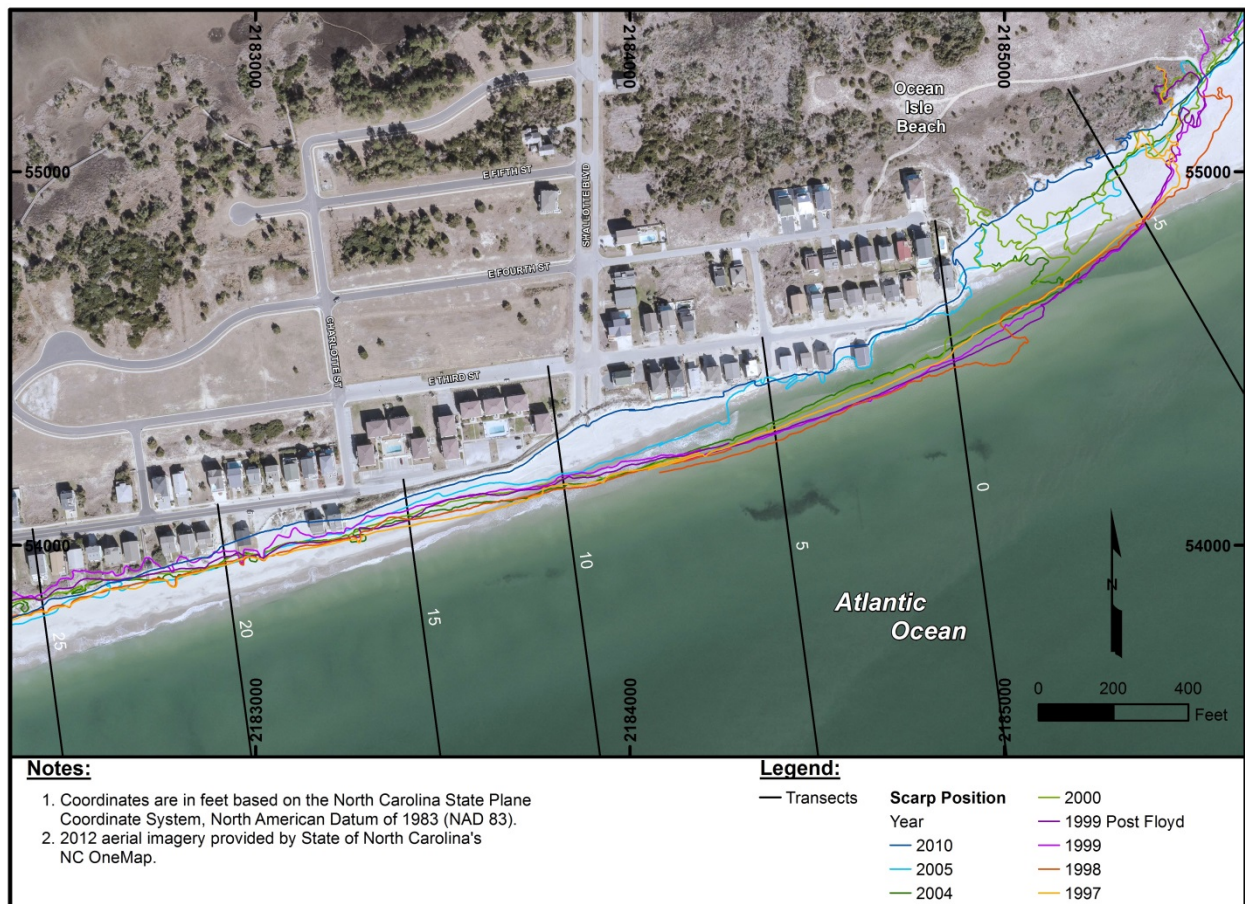 2183000
2184000
2185000
Ocean
Isle
Beach
55000
55000
E FIFTH ST
SHALLOTTE BLVD
-5
E FOURTH ST
CHARLOTTE ST
E THIRD ST
0
54000
54000
5
10
15
20
25
Atlantic
Ocean
N
2183000
2184000
2185000
0 200 400
Feet
Notes:
1. Coordinates are in feet based on the North Carolina State Plane
Coordinate System, North American Datum of 1983 (NAD 83).
2. 2012 aerial imagery provided by State of North Carolina's
NC OneMap.
Legend:
Transects
Scarp Position
Year
2010
2005
2004
2000
1999 Post Floyd
1999
1998
1997